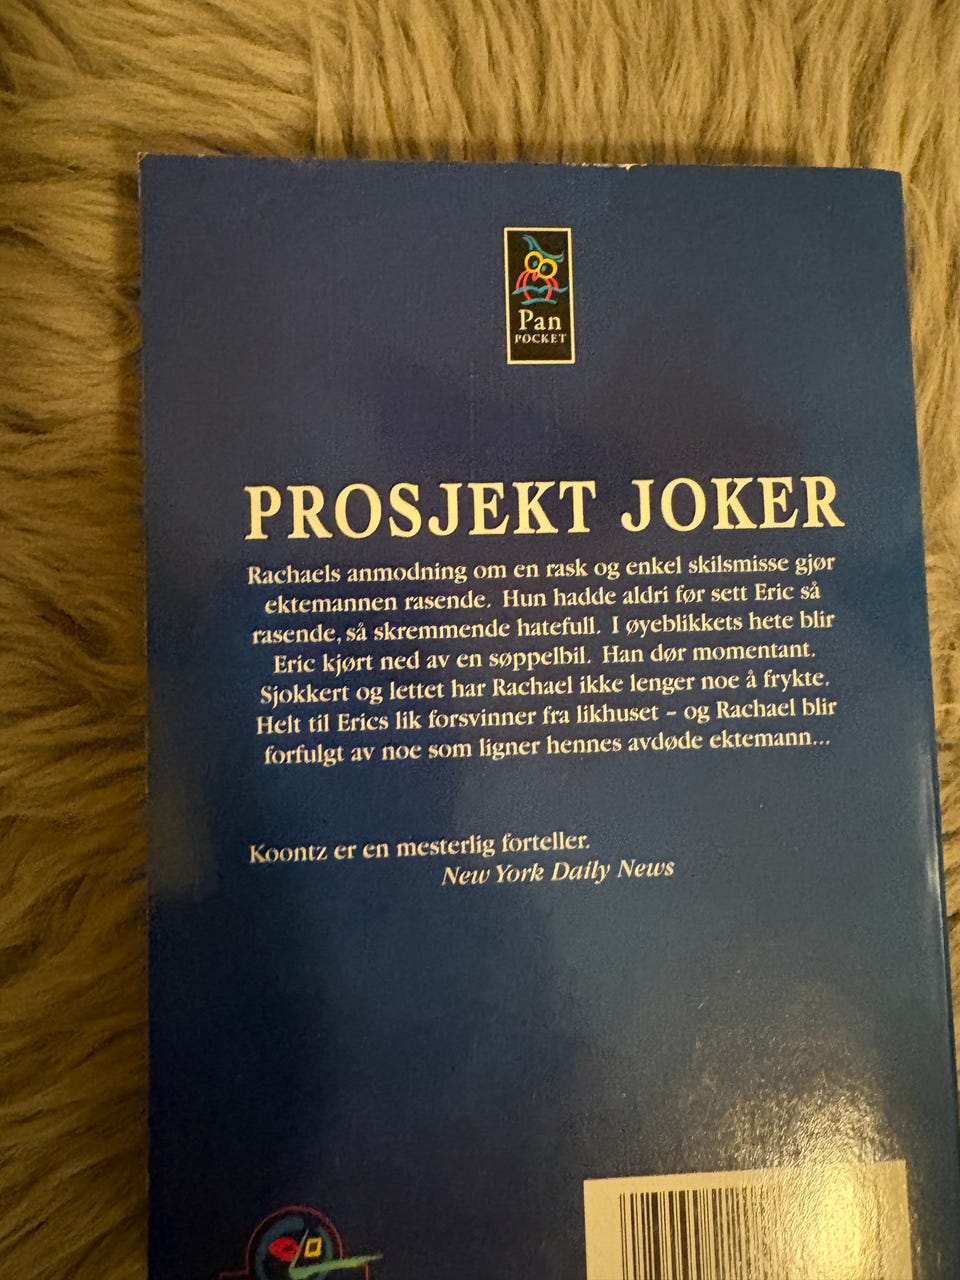 Pan
POCKET
PROSJEKT JOKER
Rachaels anmodning om en rask og enkel skilsmisse gjør
ektemannen rasende. Hun hadde aldri før sett Eric så
rasende, så skremmende hatefull. I øyeblikkets hete blir
Eric kjørt ned av en søppelbil. Han dør momentant.
Sjokkert og lettet har Rachael ikke lenger noe å frykte.
Helt til Erics lik forsvinner fra likhuset – og Rachael blir
forfulgt av noe som ligner hennes avdøde ektemann...
Koontz er en mesterlig forteller.
New York Daily News